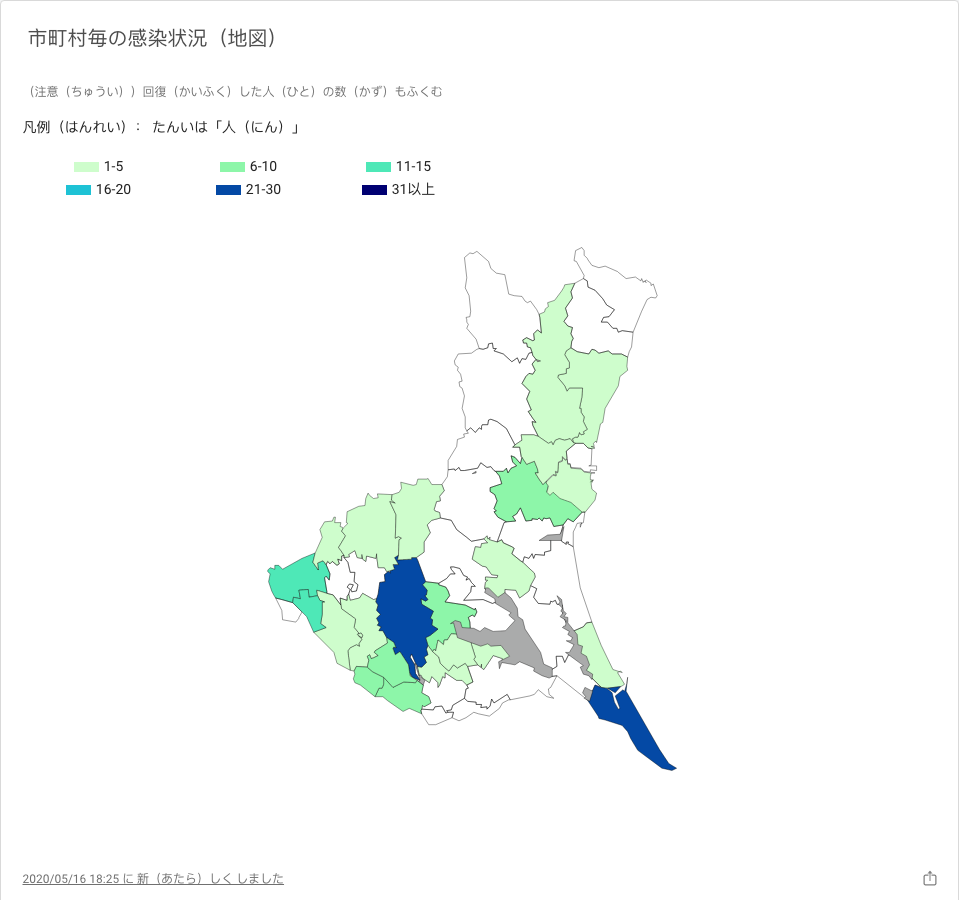 市町村毎の感染状況（地図）
（注意（ちゅうい））回復（かいふく）した人（ひと）の数（かず）もふくむ
凡例（はんれい）： たんいは「人（にん）」
1-5 6-10 11-15
16-20 21-30 31以上
2020/05/16 18:25 に 新（あたら）しく しました